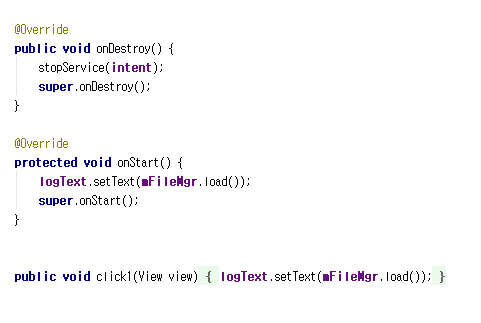 @Override
public void onDestroy() {
stopService(intent);
super.onDestroy();
}
@Override
protected void onStart() {
logText.setText(mFileMgr.load());
super.onStart();
}
public void click1(View view) { logText.setText(mFileMgr.load()); }